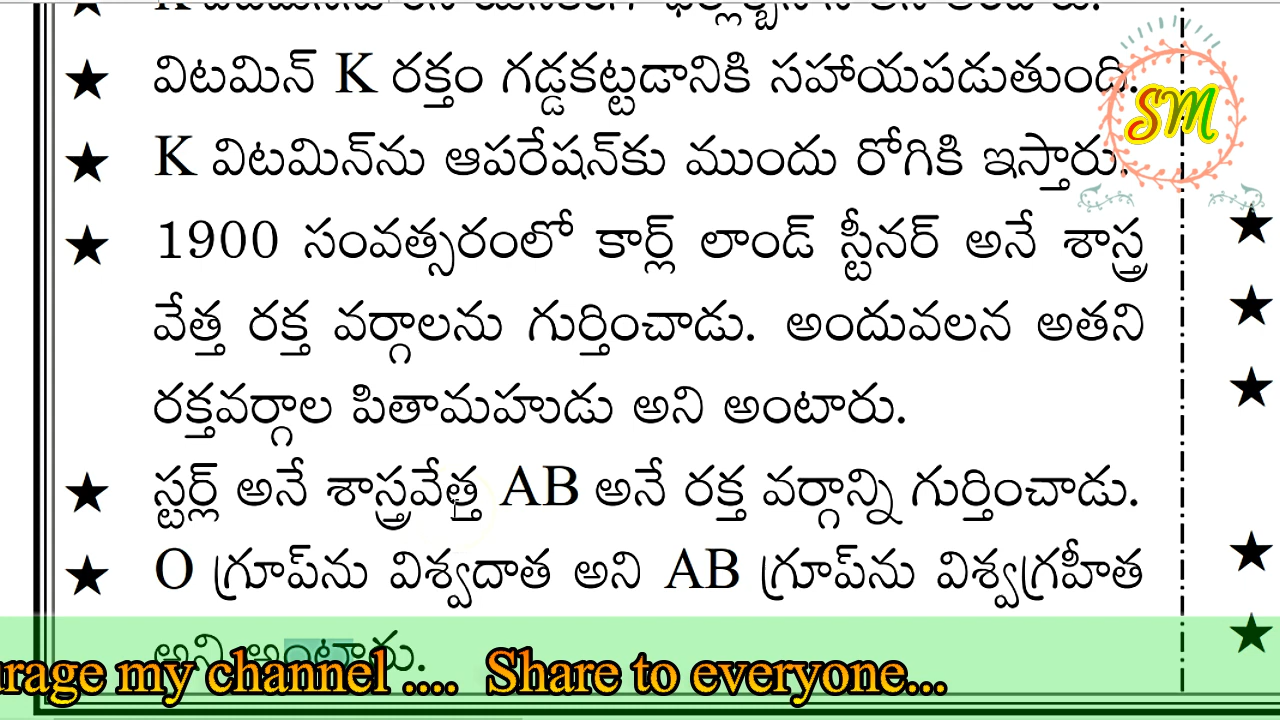 విటమిన్ K రక్తం గడ్డకట్టడానికి సహాయపడుతుంది.
K విటమిన్‌ను ఆపరేషన్‌కు ముందు రోగికి ఇస్తారు.
1900 సంవత్సరంలో కార్ల్ లాండ్ స్టీనర్ అనే శాస్త్ర
వేత్త రక్త వర్గాలను గుర్తించాడు. అందువలన అతని
రక్తవర్గాల పితామహుడు అని అంటారు.
స్టర్ల్ అనే శాస్త్రవేత్త AB అనే రక్త వర్గాన్ని గుర్తించాడు.
O గ్రూప్‌ను విశ్వదాత అని AB గ్రూప్‌ను విశ్వగ్రహీత
అని అంటారు.
my channel .... Share to everyone...
SM